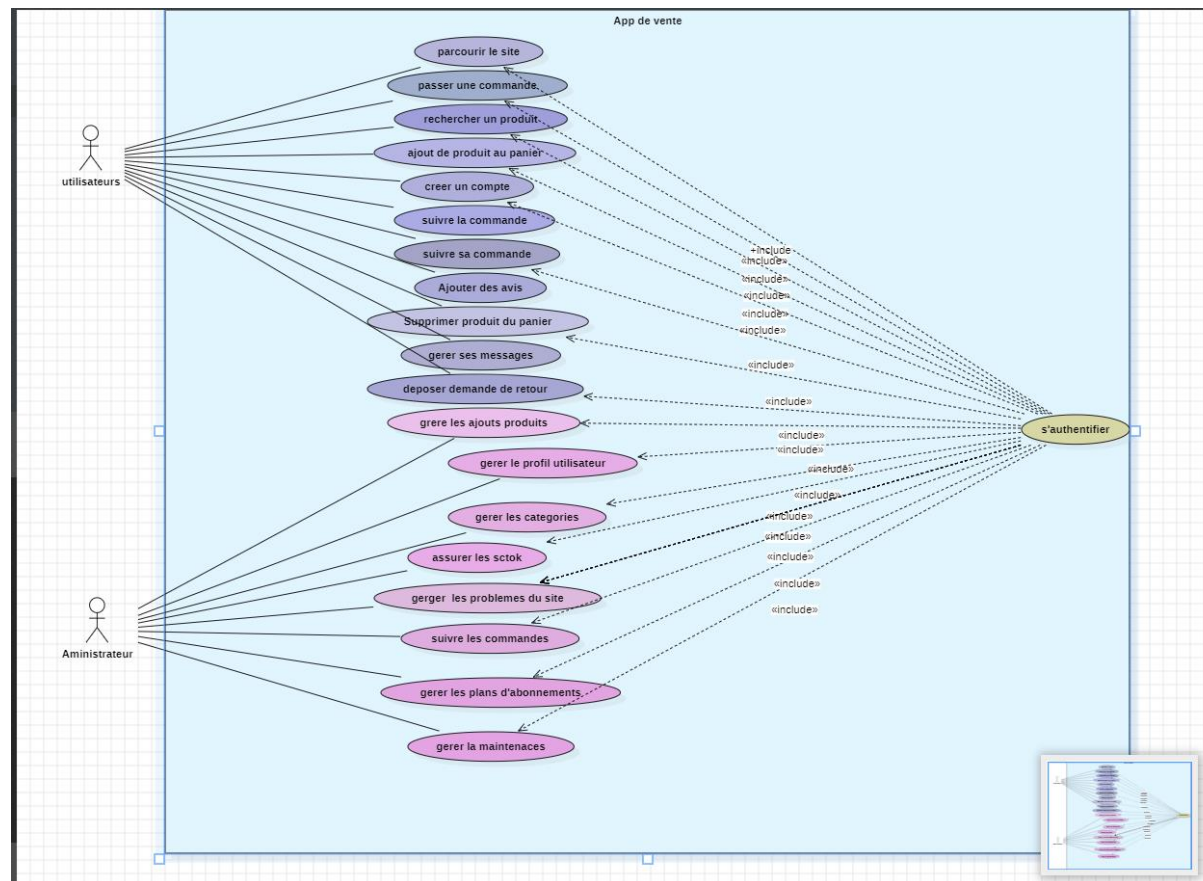 App de vente
parcourir le site
passer une commande
rechercher un produit
ajout de produit au panier
utilisateurs
creer un compte
suivre la commande
suivre sa commande
+include
«include»
«include»
Ajouter des avis
«include»
«include»
Supprimer produit du panier
«include»
gerer ses messages
«include»
deposer demande de retour
«include»
grere les ajouts produits
s'authentifier
«include»
«include»
gerer le profil utilisateur
«include»
«include»
gerer les categories
«include»
«include»
assurer les sctok
«include»
«include»
gerger les problemes du site
«include»
suivre les commandes
Aministrateur
gerer les plans d'abonnements
gerer la maintenaces